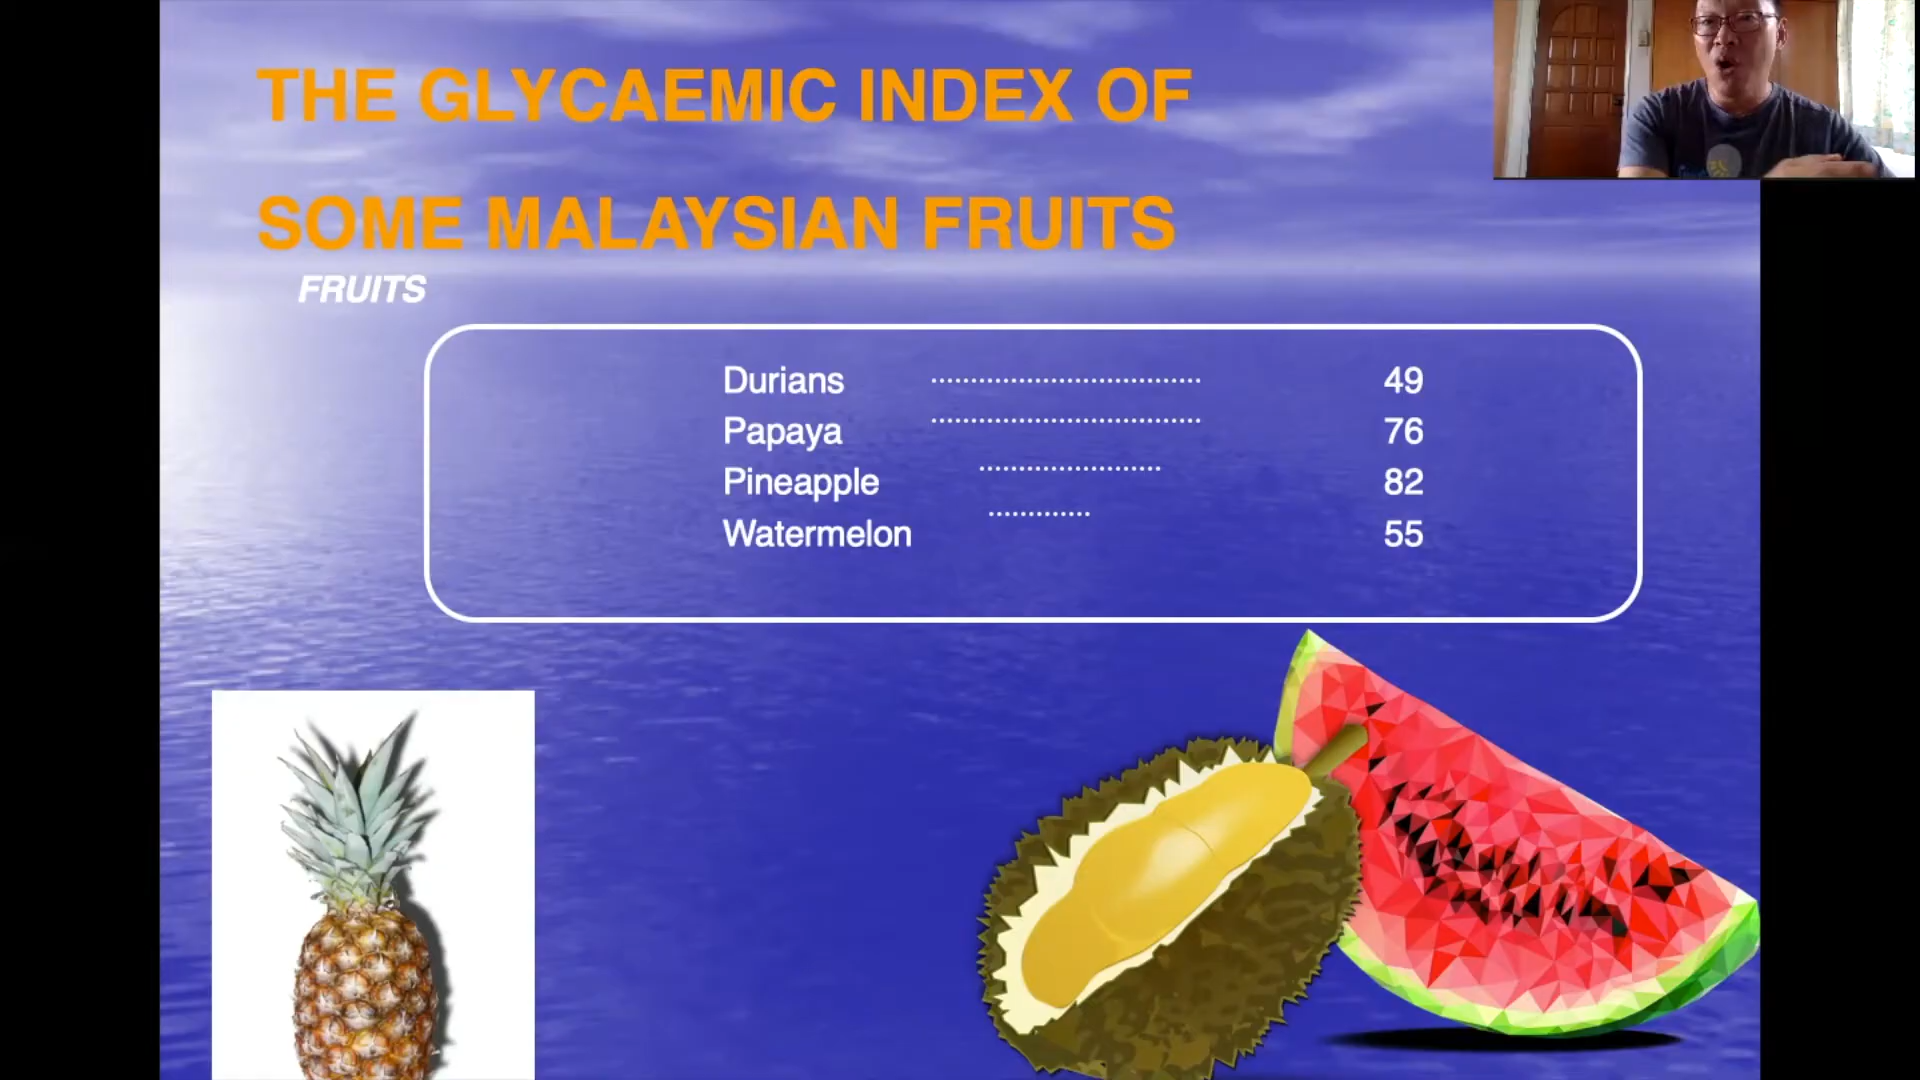 THE GLYCAEMIC INDEX OF
SOME MALAYSIAN FRUITS
FRUITS
Durians ................................. 49
Papaya ................................. 76
Pineapple ....................... 82
Watermelon ............. 55